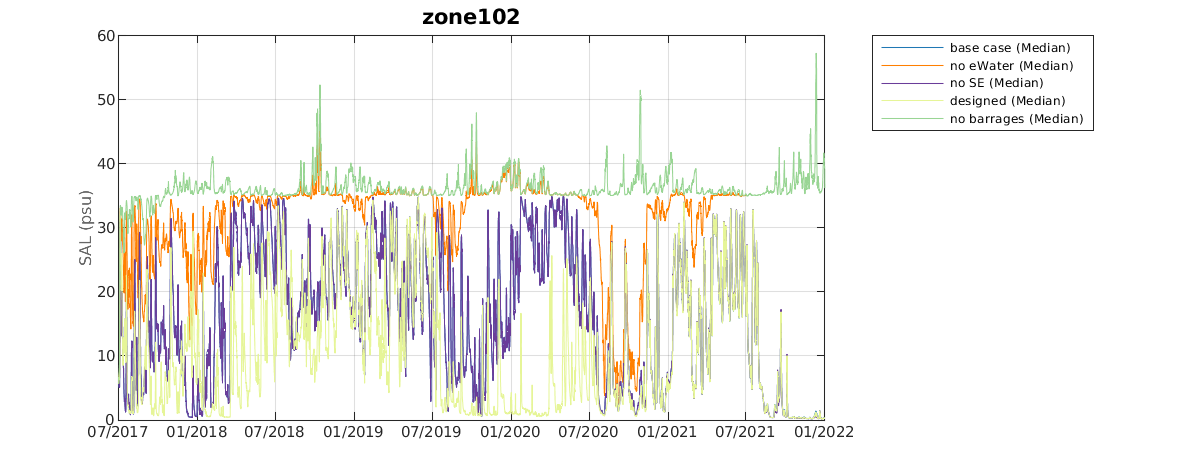 zone102
60
50
40
30
20
10
0
SAL (psu)
07/2017
01/2018
07/2018
01/2019
07/2019
01/2020
07/2020
01/2021
07/2021
01/2022
base case (Median)
no eWater (Median)
no SE (Median)
designed (Median)
no barrages (Median)